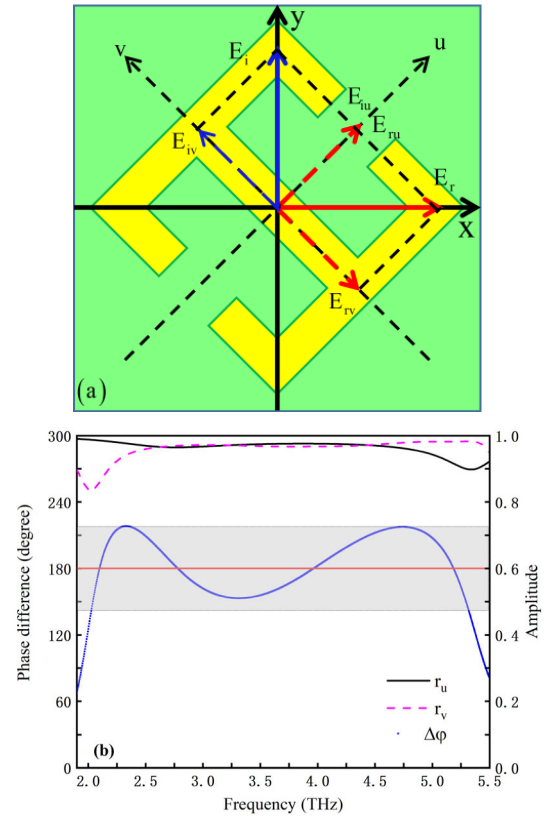 y
v
u
E_i
E_iu
E_ru
E_iv
E_r
x
E_rv
(a)
300
240
180
120
60
0
Phase difference (degree)
1.0
0.8
0.6
0.4
0.2
0.0
Amplitude
r_u
r_v
Δφ
(b)
2.0 2.5 3.0 3.5 4.0 4.5 5.0 5.5
Frequency (THz)